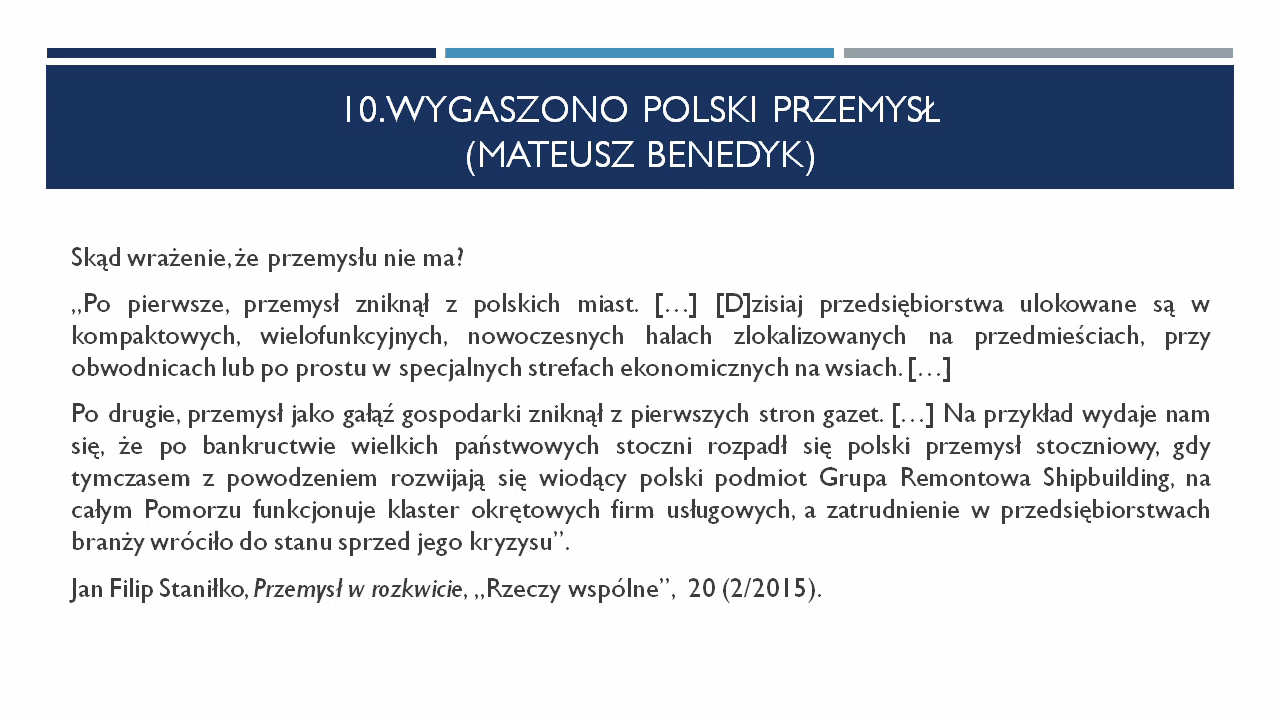 10.WYGASZONO POLSKI PRZEMYSŁ
(MATEUSZ BENEDYK)
Skąd wrażenie, że przemysłu nie ma?
„Po pierwsze, przemysł zniknął z polskich miast. […] [D]zisiaj przedsiębiorstwa ulokowane są w
kompaktowych, wielofunkcyjnych, nowoczesnych halach zlokalizowanych na przedmieściach, przy
obwodnicach lub po prostu w specjalnych strefach ekonomicznych na wsiach. […]
Po drugie, przemysł jako gałąź gospodarki zniknął z pierwszych stron gazet. […] Na przykład wydaje nam
się, że po bankructwie wielkich państwowych stoczni rozpadł się polski przemysł stoczniowy, gdy
tymczasem z powodzeniem rozwijają się wiodący polski podmiot Grupa Remontowa Shipbuilding, na
całym Pomorzu funkcjonuje klaster okrętowych firm usługowych, a zatrudnienie w przedsiębiorstwach
branży wróciło do stanu sprzed jego kryzysu”.
Jan Filip Staniłko, Przemysł w rozkwicie, „Rzeczy wspólne”, 20 (2/2015).